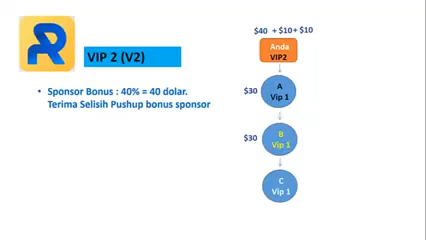 VIP 2 (V2)
• Sponsor Bonus : 40% = 40 dolar.
Terima Selisih Pushup bonus sponsor
$40 + $10 + $10
Anda
VIP2
$30
A
Vip 1
$30
B
Vip 1
C
Vip 1